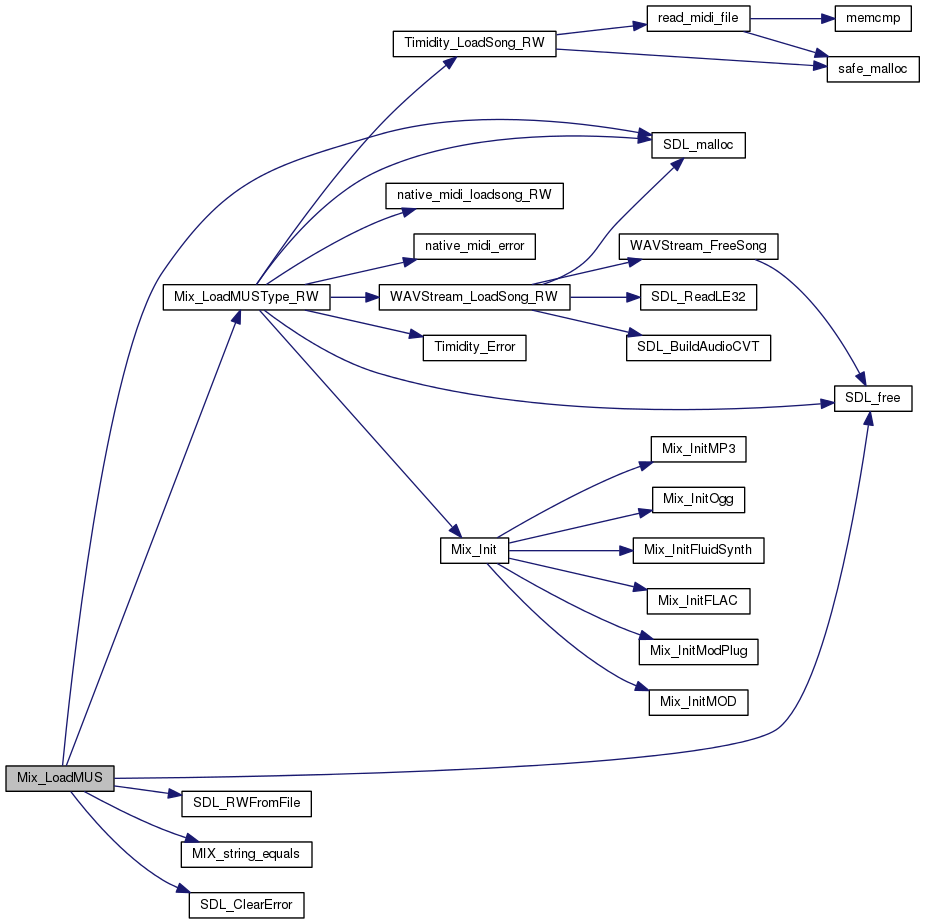 read_midi_file
memcmp
Timidity_LoadSong_RW
safe_malloc
SDL_malloc
native_midi_loadsong_RW
native_midi_error
WAVStream_FreeSong
Mix_LoadMUSType_RW
WAVStream_LoadSong_RW
SDL_ReadLE32
Timidity_Error
SDL_BuildAudioCVT
SDL_free
Mix_InitMP3
Mix_InitOgg
Mix_Init
Mix_InitFluidSynth
Mix_InitFLAC
Mix_InitModPlug
Mix_InitMOD
Mix_LoadMUS
SDL_RWFromFile
MIX_string_equals
SDL_ClearError